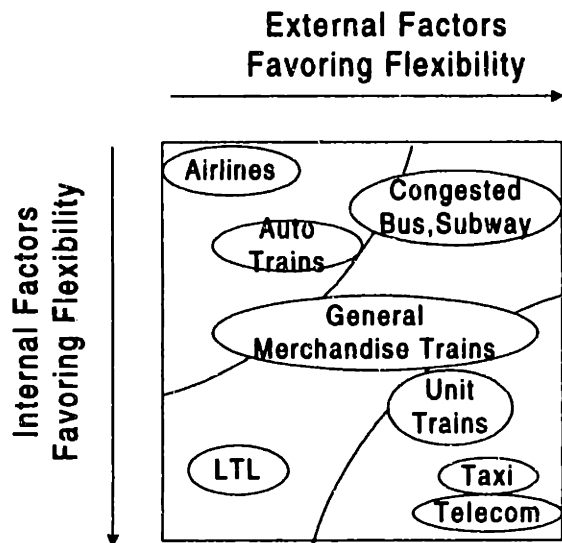 External Factors
Favoring Flexibility
Internal Factors
Favoring Flexibility
Airlines
Congested
Bus,Subway
Auto
Trains
General
Merchandise Trains
Unit
Trains
LTL
Taxi
Telecom